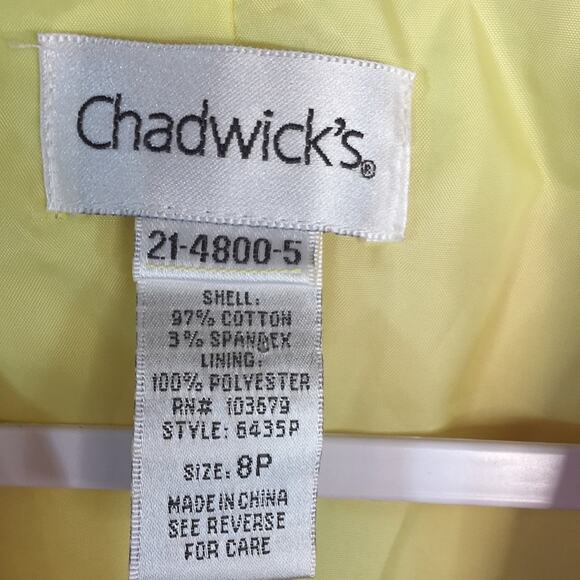 Chadwick's®
21-4800-5
SHELL:
97% COTTON
3% SPANDEX
LINING:
100% POLYESTER
RN# 103679
STYLE: 6435P
SIZE: 8P
MADE IN CHINA
SEE REVERSE
FOR CARE